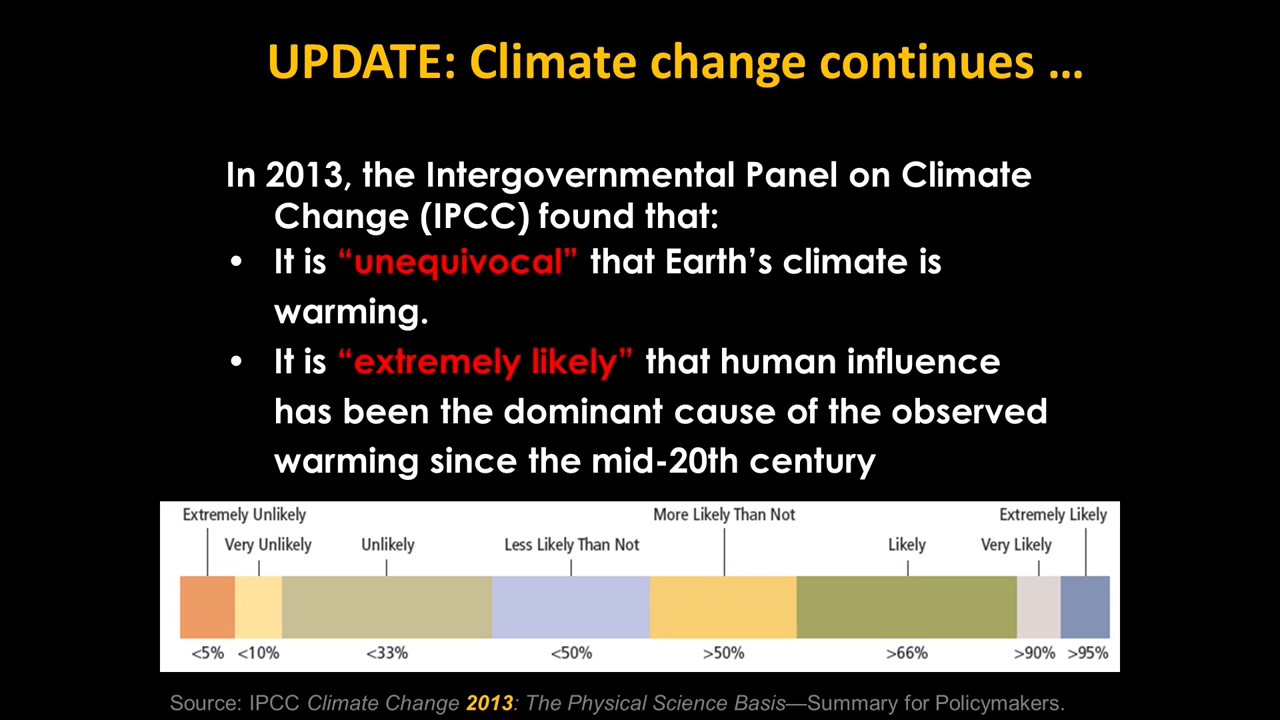 UPDATE: Climate change continues …
In 2013, the Intergovernmental Panel on Climate
Change (IPCC) found that:
• It is “unequivocal” that Earth’s climate is
warming.
• It is “extremely likely” that human influence
has been the dominant cause of the observed
warming since the mid-20th century
Extremely Unlikely More Likely Than Not Extremely Likely
Very Unlikely Unlikely Less Likely Than Not Likely Very Likely
<5% <10% <33% <50% >50% >66% >90% >95%
Source: IPCC Climate Change 2013: The Physical Science Basis—Summary for Policymakers.